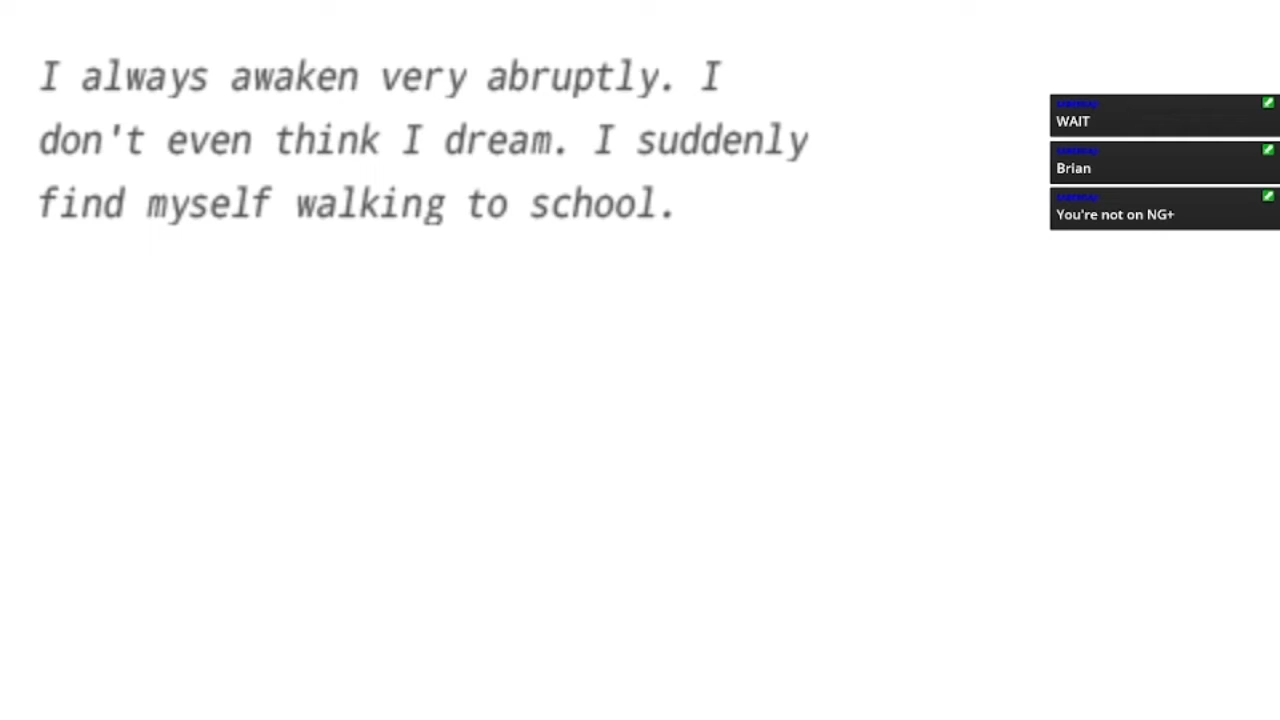 I always awaken very abruptly. I
don't even think I dream. I suddenly
find myself walking to school.
WAIT
Brian
You're not on NG+